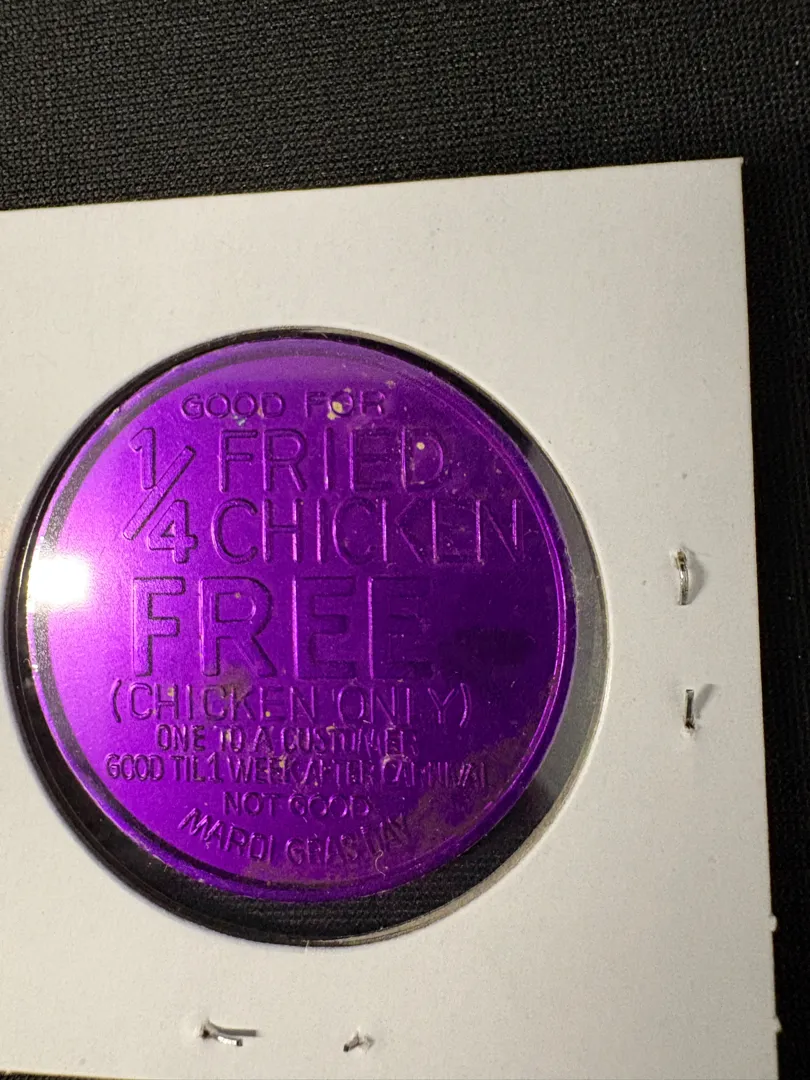 GOOD FOR
1/4 FRIED
CHICKEN
FREE
(CHICKEN ONLY)
ONE TO A CUSTOMER
GOOD TIL 1 WEEK AFTER CARNIVAL
NOT GOOD
MARDI GRAS DAY